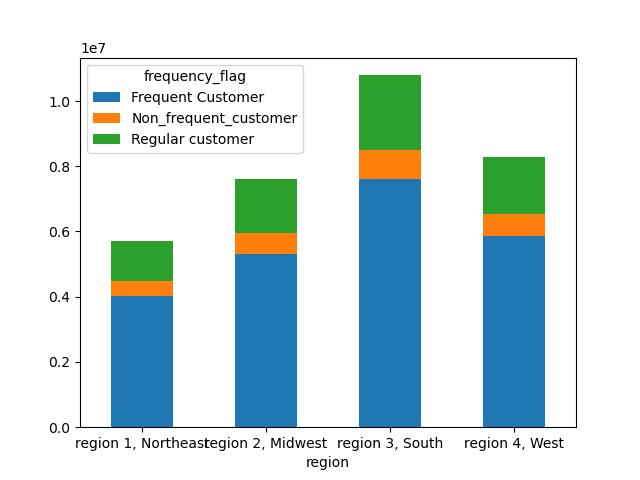 1e7
frequency_flag
Frequent Customer
Non_frequent_customer
Regular customer
1.0
0.8
0.6
0.4
0.2
0.0
region 1, Northeast region 2, Midwest region 3, South region 4, West
region